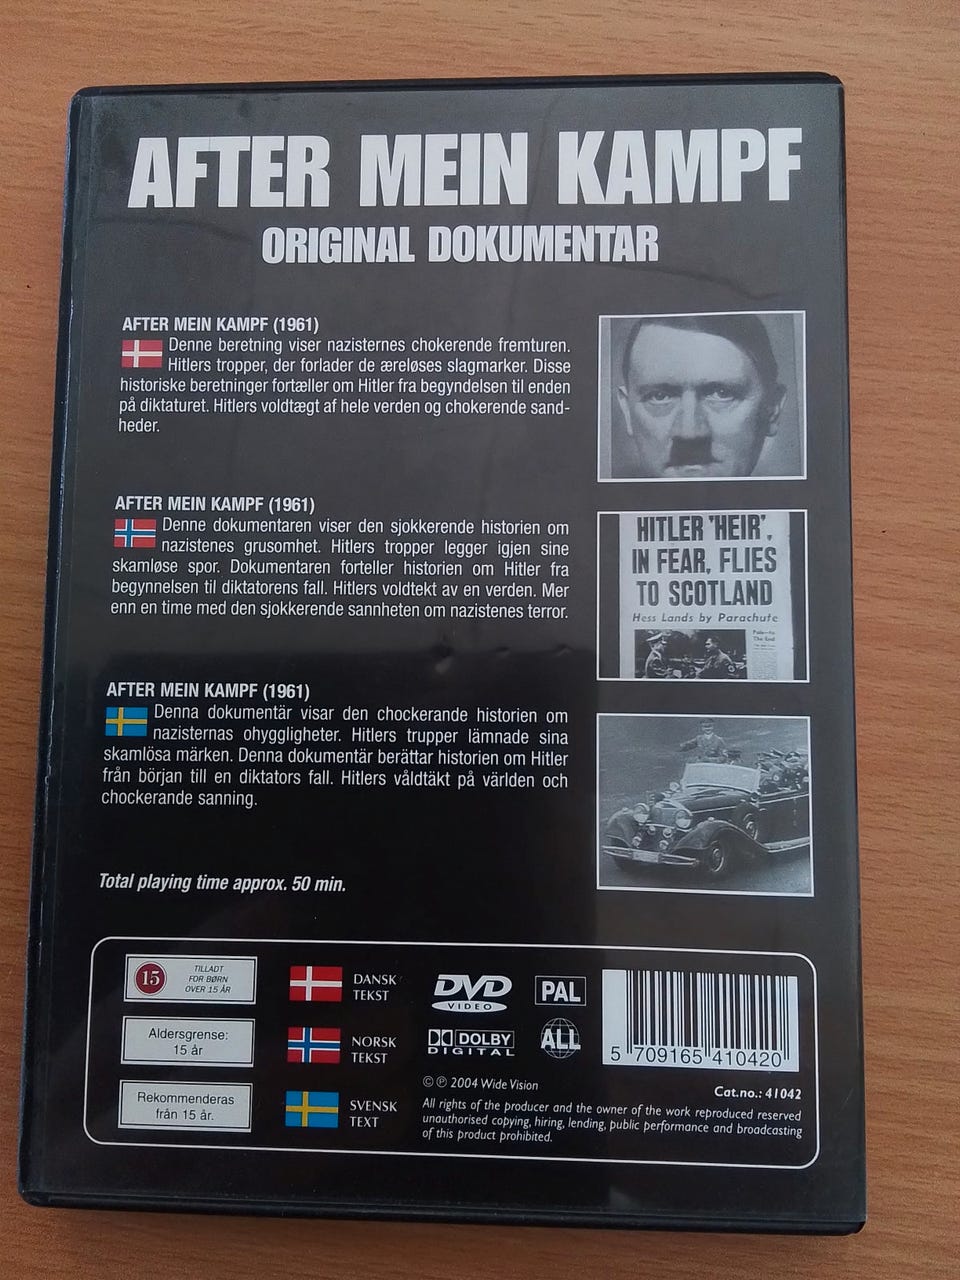 AFTER MEIN KAMPF
ORIGINAL DOKUMENTAR
AFTER MEIN KAMPF (1961)
Denne beretning viser nazisternes chokerende fremturen.
Hitlers tropper, der forlader de æreløses slagmarker. Disse
historiske beretninger fortæller om Hitler fra begyndelsen til enden
på diktaturet. Hitlers voldtægt af hele verden og chokerende sand-
heder.
HITLER 'HEIR',
IN FEAR, FLIES
TO SCOTLAND
Hess Lands by Parachute
AFTER MEIN KAMPF (1961)
Denne dokumentaren viser den sjokkerende historien om
nazistenes grusomhet. Hitlers tropper legger igjen sine
skamløse spor. Dokumentaren forteller historien om Hitler fra
begynnelsen til diktatorens fall. Hitlers voldtekt av en verden. Mer
enn en time med den sjokkerende sannheten om nazistenes terror.
AFTER MEIN KAMPF (1961)
Denna dokumentär visar den chockerande historien om
nazisternas ohyggligheter. Hitlers trupper lämnade sina
skamlösa märken. Denna dokumentär berättar historien om Hitler
från början till en diktators fall. Hitlers våldtäkt på världen och
chockerande sanning.
Total playing time approx. 50 min.
15
TILLADT
FOR BØRN
OVER 15 ÅR
Aldersgrense:
15 år
Rekommenderas
från 15 år.
DANSK
TEKST
NORSK
TEKST
SVENSK
TEXT
DVD
VIDEO
PAL
DOLBY
DIGITAL
ALL
5 709165 410420
© ℗ 2004 Wide Vision
Cat.no.: 41042
All rights of the producer and the owner of the work reproduced reserved
unauthorised copying, hiring, lending, public performance and broadcasting
of this product prohibited.